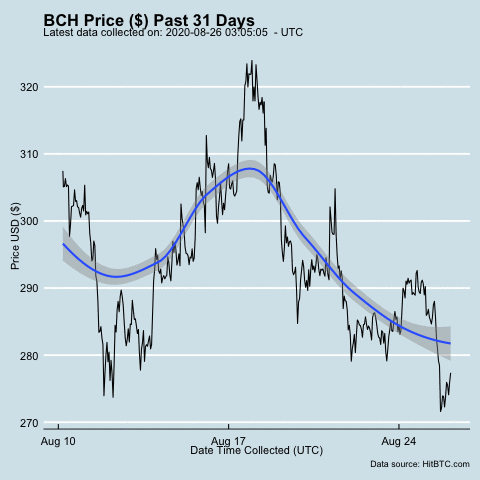 BCH Price ($) Past 31 Days
Latest data collected on: 2020-08-26 03:05:05 - UTC
Price USD ($)
320
310
300
290
280
270
Aug 10
Aug 17
Aug 24
Date Time Collected (UTC)
Data source: HitBTC.com